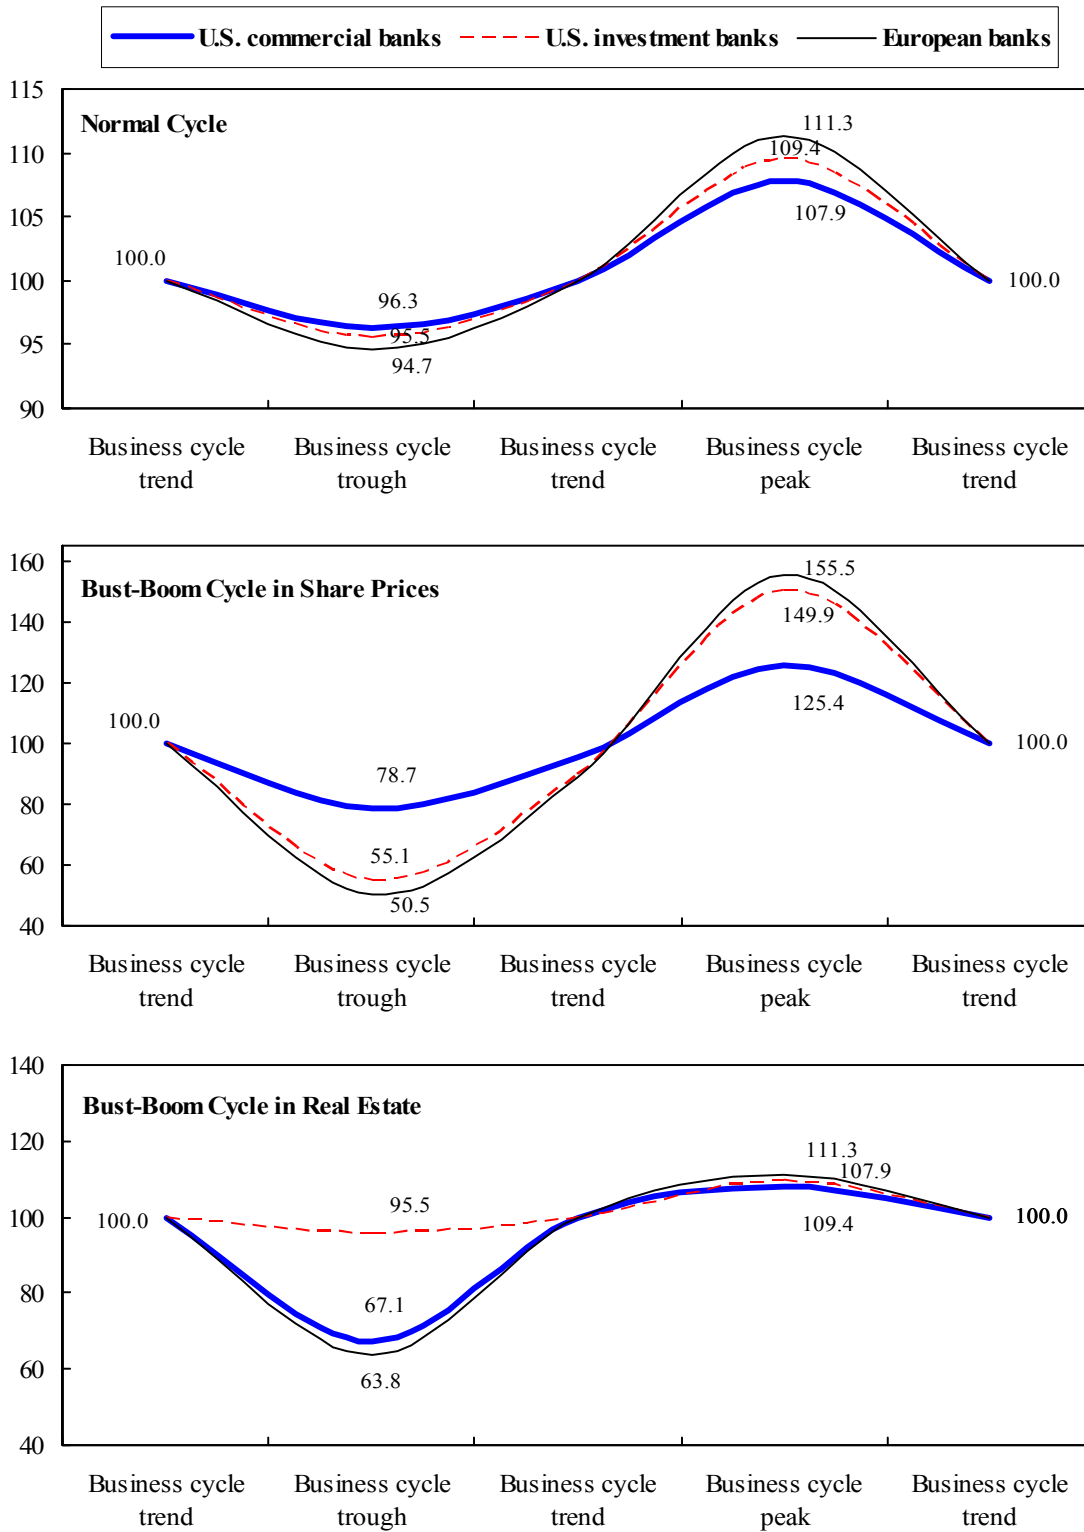 U.S. commercial banks U.S. investment banks European banks
115
110
105
100
95
90
Normal Cycle
111.3
109.4
107.9
100.0
100.0
96.3
95.5
94.7
Business cycle trend
Business cycle trough
Business cycle trend
Business cycle peak
Business cycle trend
160
140
120
100
80
60
40
Bust-Boom Cycle in Share Prices
155.5
149.9
125.4
100.0
100.0
78.7
55.1
50.5
Business cycle trend
Business cycle trough
Business cycle trend
Business cycle peak
Business cycle trend
140
120
100
80
60
40
Bust-Boom Cycle in Real Estate
111.3
107.9
95.5
100.0
100.0
109.4
67.1
63.8
Business cycle trend
Business cycle trough
Business cycle trend
Business cycle peak
Business cycle trend